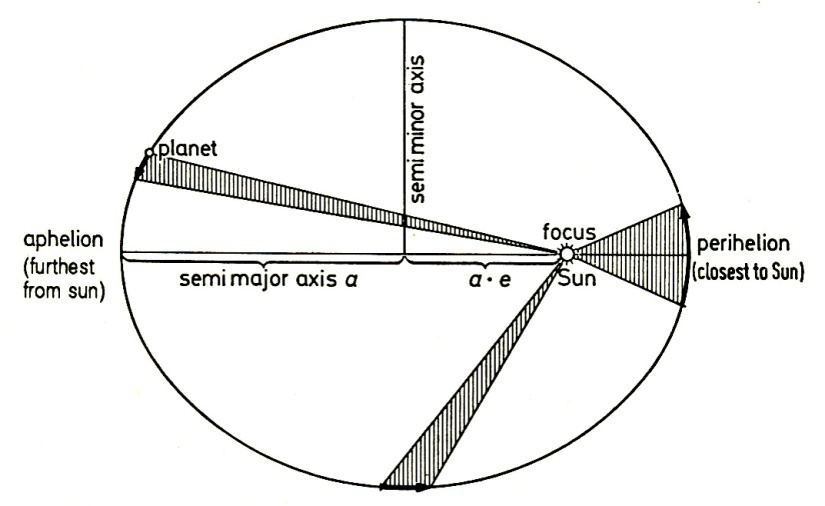 semi minor axis
planet
focus
aphelion
(furthest
from sun)
perihelion
(closest to Sun)
semi major axis a
a · e
Sun